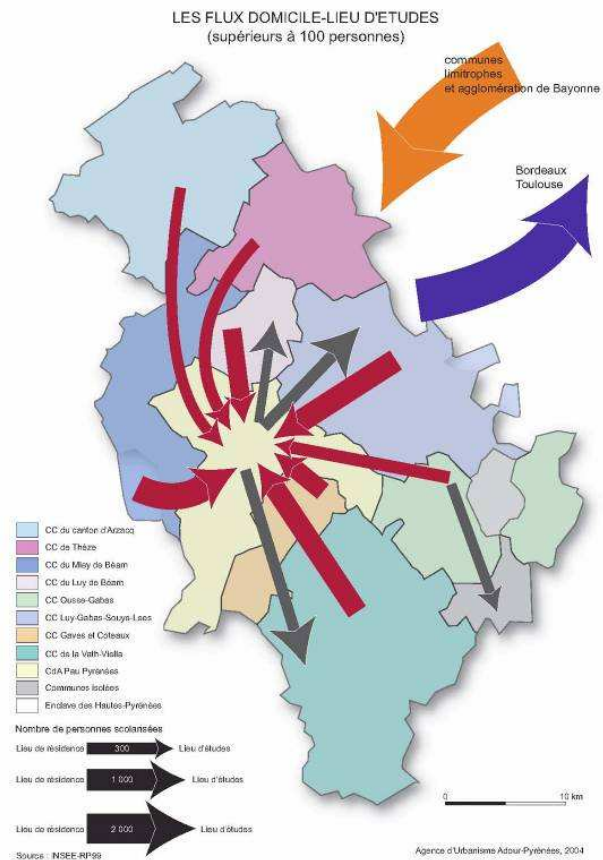 LES FLUX DOMICILE-LIEU D'ETUDES
(supérieurs à 100 personnes)
communes
limitrophes
et agglomération de Bayonne
Bordeaux
Toulouse
CC du canton d'Arzacq
CC de Thèze
CC du Miey de Béarn
CC du Luy de Béarn
CC Ousse-Gabas
CC Luy-Gabas-Souye-Lees
CC Gaves et Coteaux
CC de la Vath-Vielha
CdA Pau Pyrénées
Communes isolées
Enclave des Hautes-Pyrénées
Nombre de personnes scolarisées
Lieu de résidence 300 Lieu d'études
Lieu de résidence 1 000 Lieu d'études
Lieu de résidence 2 000 Lieu d'études
0 10 km
Source : INSEE-RP99
Agence d'Urbanisme Adour-Pyrénées, 2004